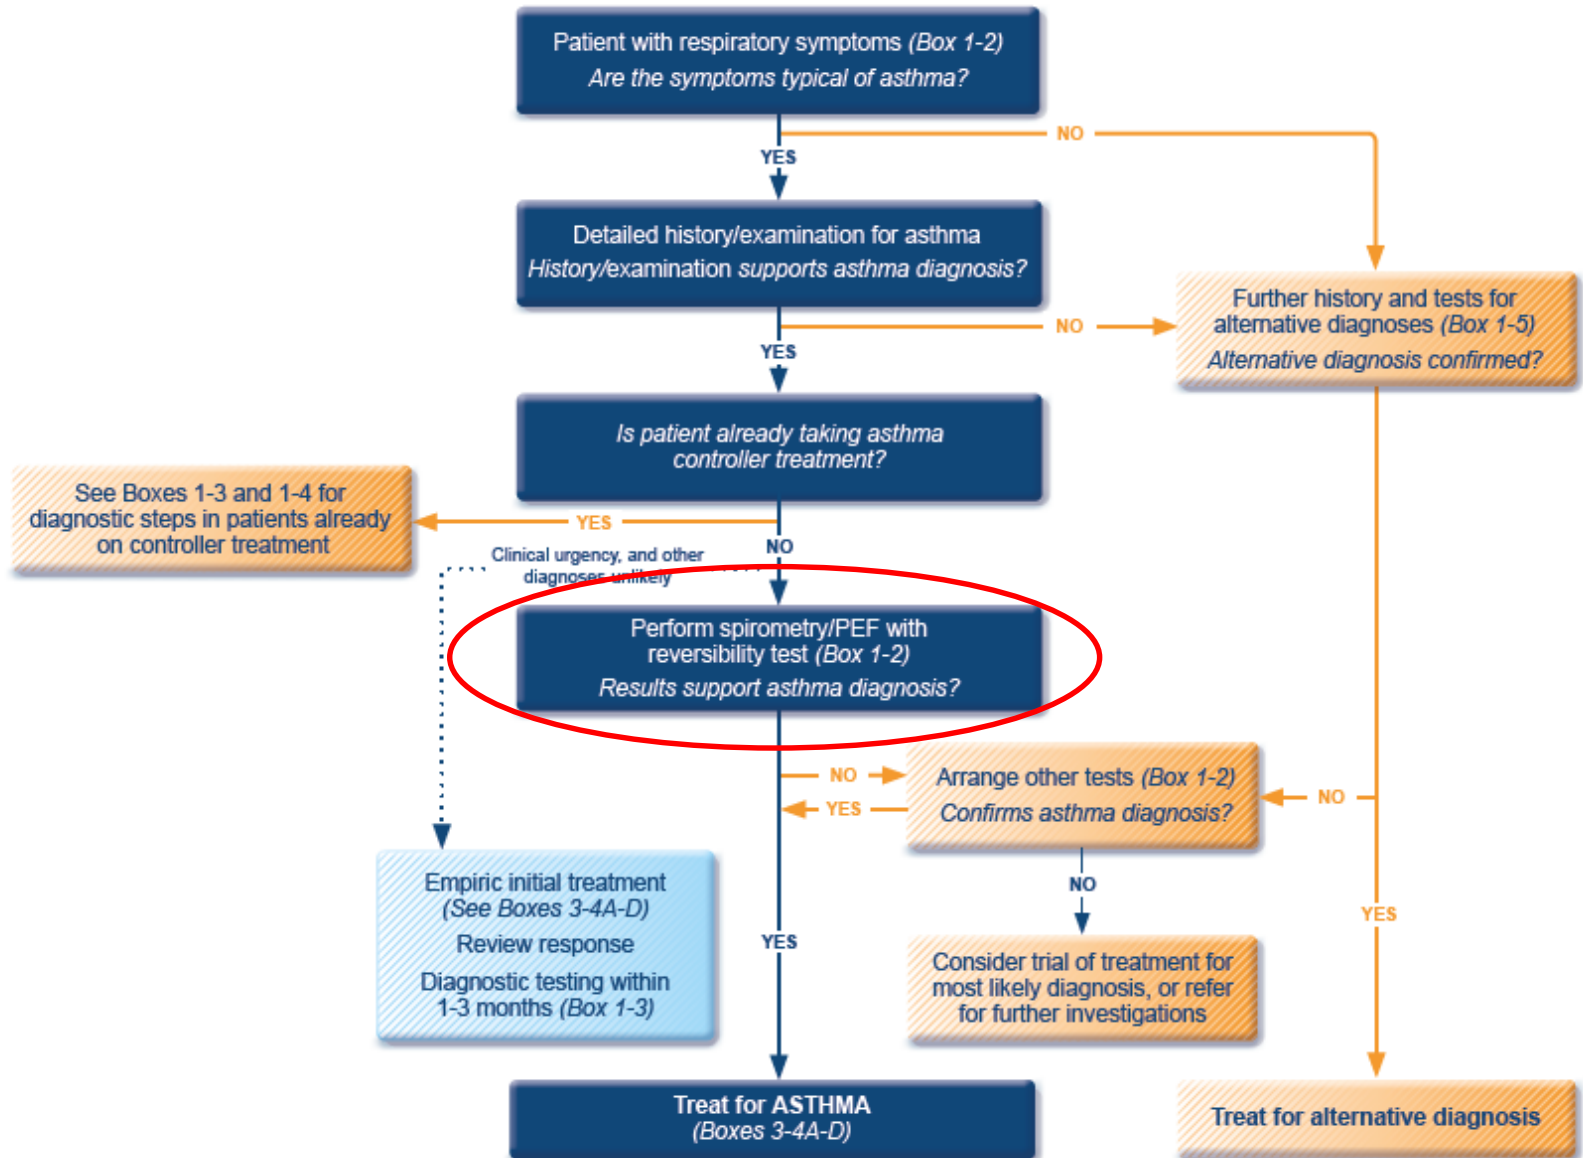 Patient with respiratory symptoms (Box 1-2)
Are the symptoms typical of asthma?
NO
YES
Detailed history/examination for asthma
History/examination supports asthma diagnosis?
Further history and tests for
alternative diagnoses (Box 1-5)
Alternative diagnosis confirmed?
NO
YES
Is patient already taking asthma
controller treatment?
See Boxes 1-3 and 1-4 for
diagnostic steps in patients already
on controller treatment
YES
NO
Clinical urgency, and other
diagnoses unlikely
Perform spirometry/PEF with
reversibility test (Box 1-2)
Results support asthma diagnosis?
NO
YES
Arrange other tests (Box 1-2)
Confirms asthma diagnosis?
NO
Empiric initial treatment
(See Boxes 3-4A-D)
Review response
Diagnostic testing within
1-3 months (Box 1-3)
YES
NO
YES
Consider trial of treatment for
most likely diagnosis, or refer
for further investigations
Treat for ASTHMA
(Boxes 3-4A-D)
Treat for alternative diagnosis